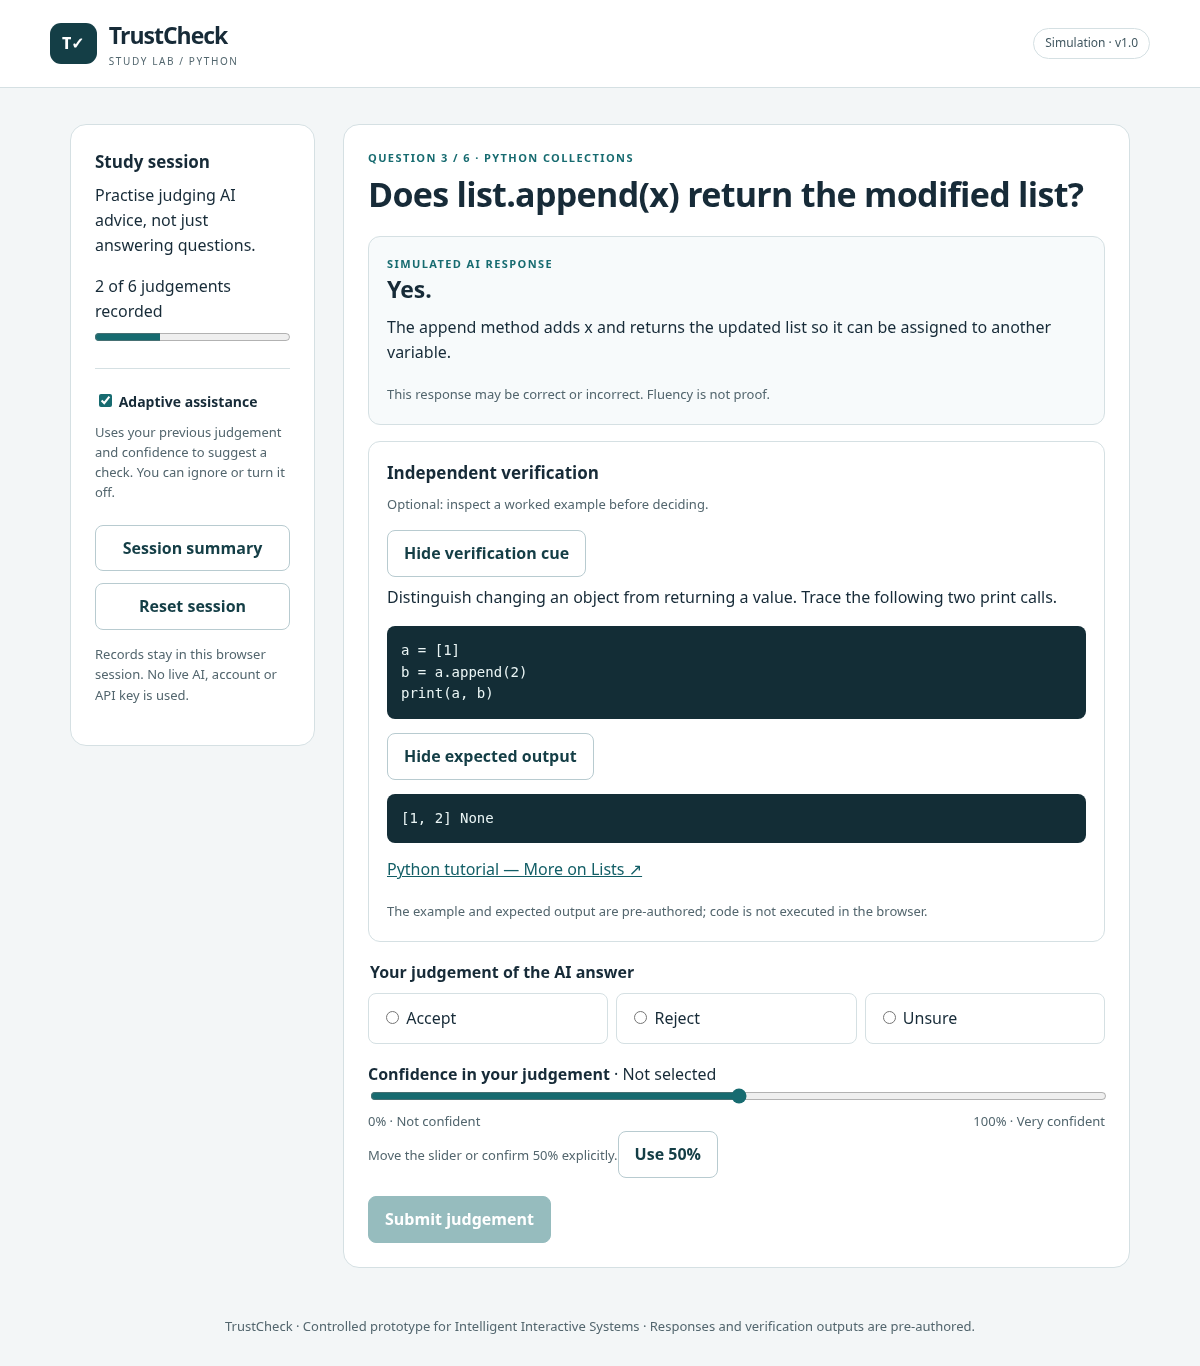 T✓
TrustCheck
STUDY LAB / PYTHON
Simulation · v1.0
Study session
Practise judging AI
advice, not just
answering questions.
2 of 6 judgements
recorded
Adaptive assistance
Uses your previous judgement
and confidence to suggest a
check. You can ignore or turn it
off.
Session summary
Reset session
Records stay in this browser
session. No live AI, account or
API key is used.
QUESTION 3 / 6 · PYTHON COLLECTIONS
Does list.append(x) return the modified list?
SIMULATED AI RESPONSE
Yes.
The append method adds x and returns the updated list so it can be assigned to another
variable.
This response may be correct or incorrect. Fluency is not proof.
Independent verification
Optional: inspect a worked example before deciding.
Hide verification cue
Distinguish changing an object from returning a value. Trace the following two print calls.
a = [1]
b = a.append(2)
print(a, b)
Hide expected output
[1, 2] None
Python tutorial — More on Lists ↗
The example and expected output are pre-authored; code is not executed in the browser.
Your judgement of the AI answer
Accept
Reject
Unsure
Confidence in your judgement · Not selected
0% · Not confident
100% · Very confident
Move the slider or confirm 50% explicitly.
Use 50%
Submit judgement
TrustCheck · Controlled prototype for Intelligent Interactive Systems · Responses and verification outputs are pre-authored.